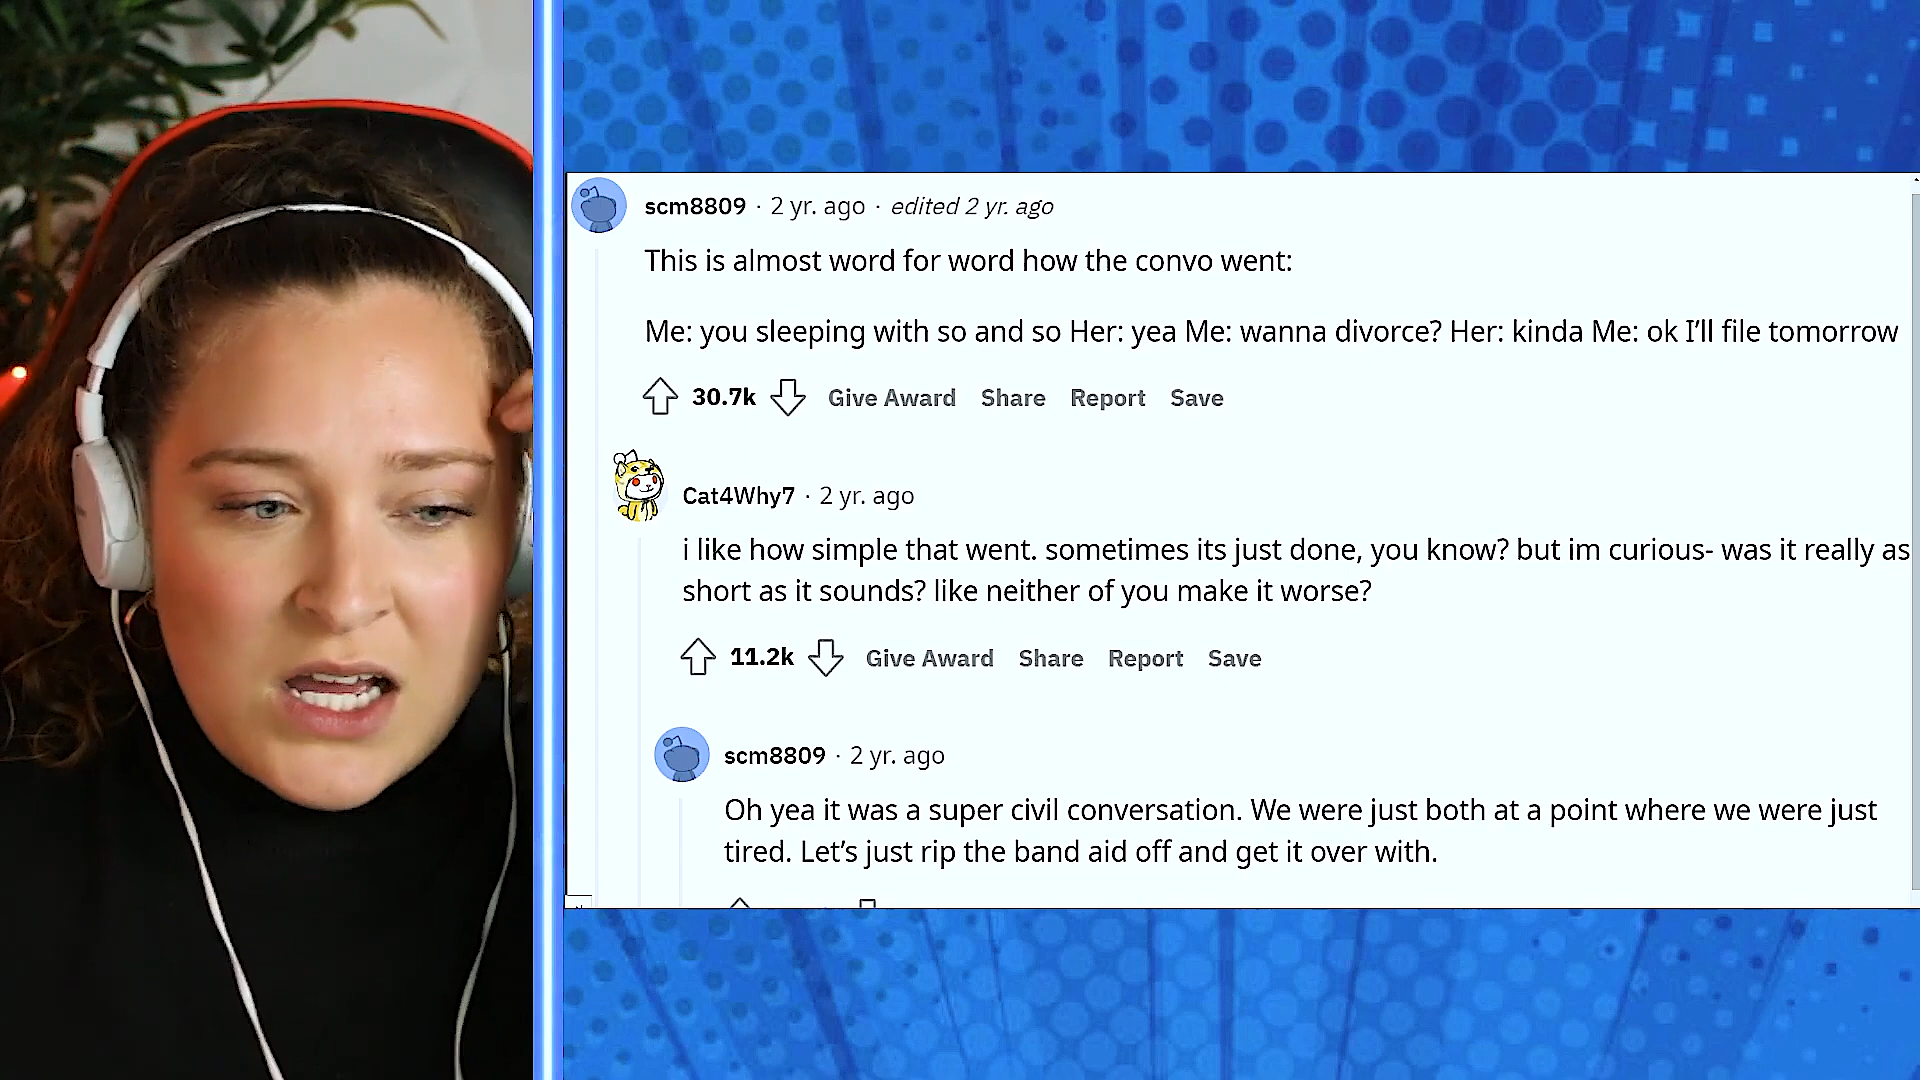 scm8809 · 2 yr. ago · edited 2 yr. ago
This is almost word for word how the convo went:
Me: you sleeping with so and so Her: yea Me: wanna divorce? Her: kinda Me: ok I’ll file tomorrow
30.7k Give Award Share Report Save
Cat4Why7 · 2 yr. ago
i like how simple that went. sometimes its just done, you know? but im curious- was it really as
short as it sounds? like neither of you make it worse?
11.2k Give Award Share Report Save
scm8809 · 2 yr. ago
Oh yea it was a super civil conversation. We were just both at a point where we were just
tired. Let’s just rip the band aid off and get it over with.